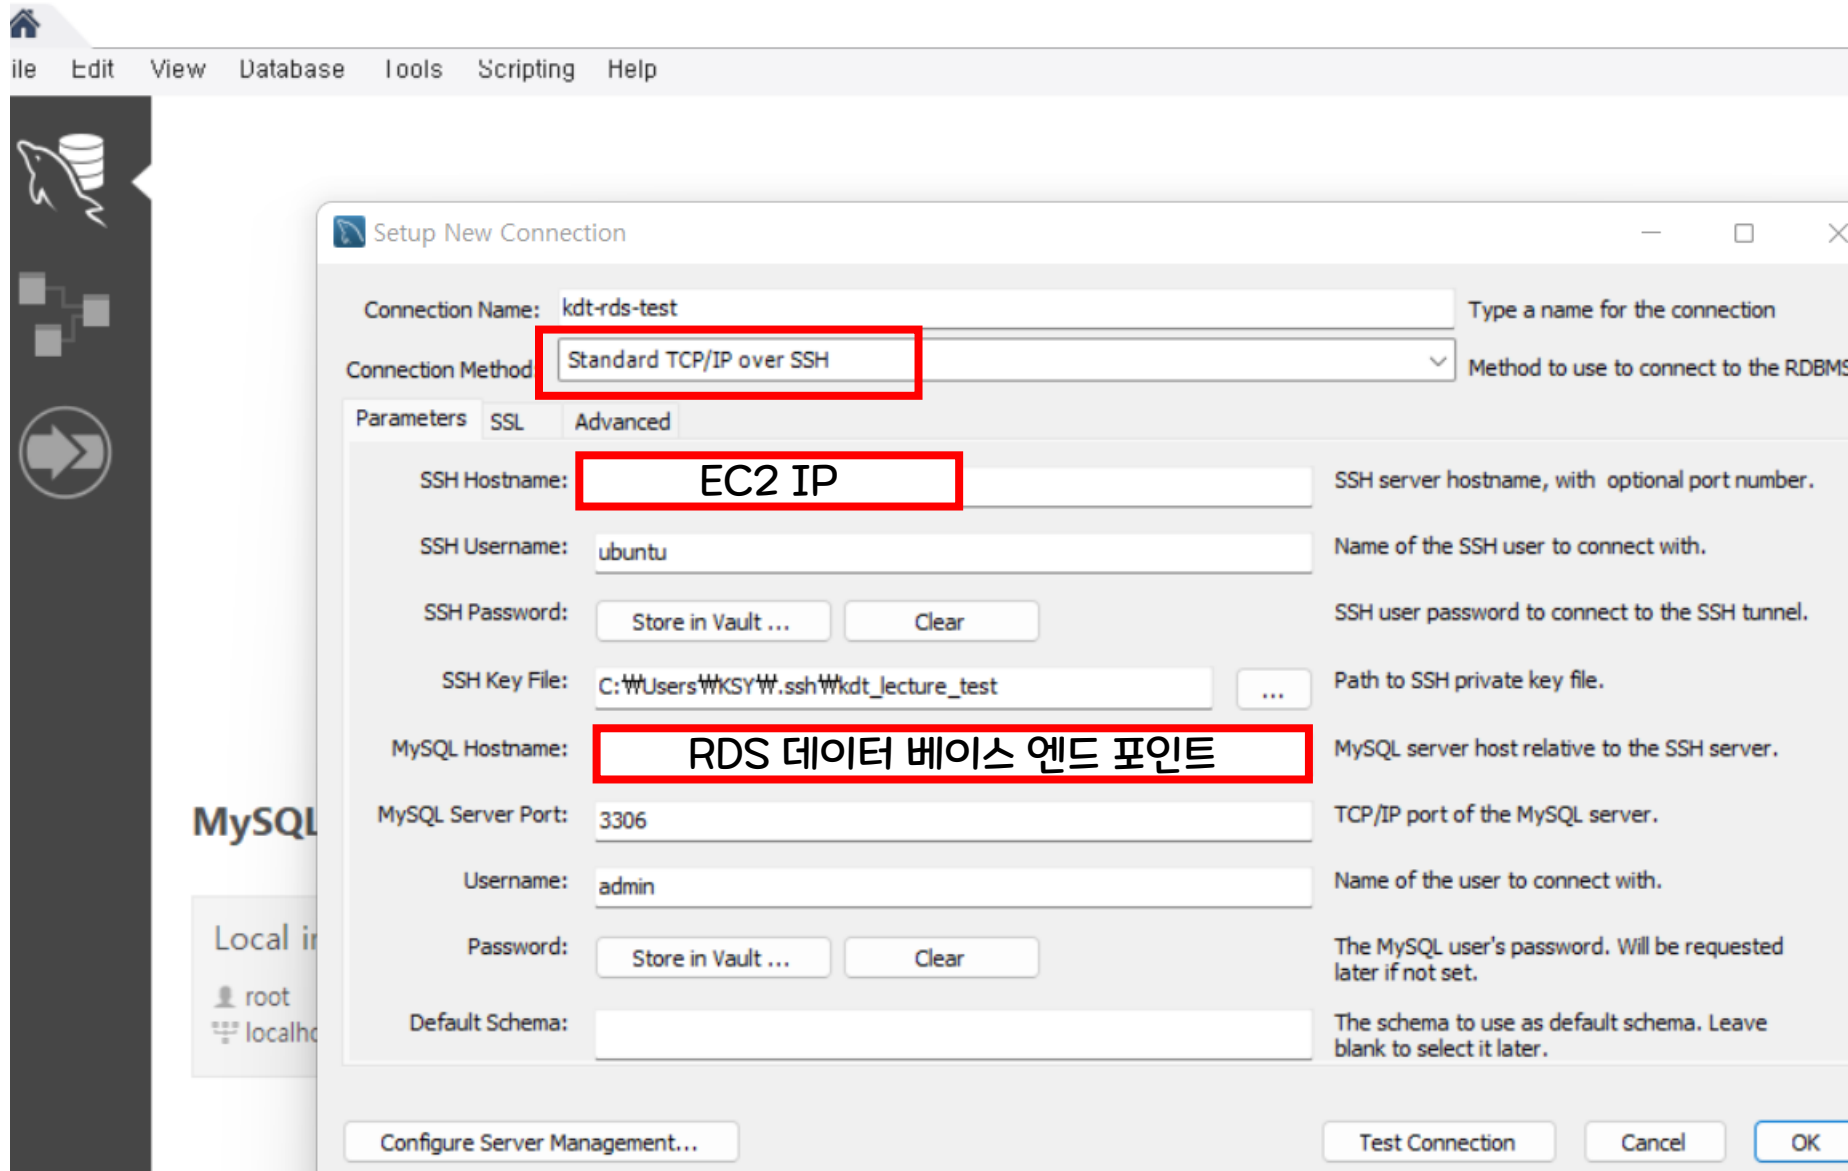 ile Edit View Database Tools Scripting Help
Setup New Connection
Connection Name: kdt-rds-test Type a name for the connection
Connection Method: Standard TCP/IP over SSH Method to use to connect to the RDBMS
Parameters SSL Advanced
SSH Hostname: EC2 IP SSH server hostname, with optional port number.
SSH Username: ubuntu Name of the SSH user to connect with.
SSH Password: Store in Vault ... Clear SSH user password to connect to the SSH tunnel.
SSH Key File: C:₩Users₩KSY₩.ssh₩kdt_lecture_test ... Path to SSH private key file.
MySQL Hostname: RDS 데이터 베이스 엔드 포인트 MySQL server host relative to the SSH server.
MySQL Server Port: 3306 TCP/IP port of the MySQL server.
Username: admin Name of the user to connect with.
Password: Store in Vault ... Clear The MySQL user's password. Will be requested
later if not set.
Default Schema: The schema to use as default schema. Leave
blank to select it later.
Configure Server Management... Test Connection Cancel OK
MySQL
Local in
root
localho